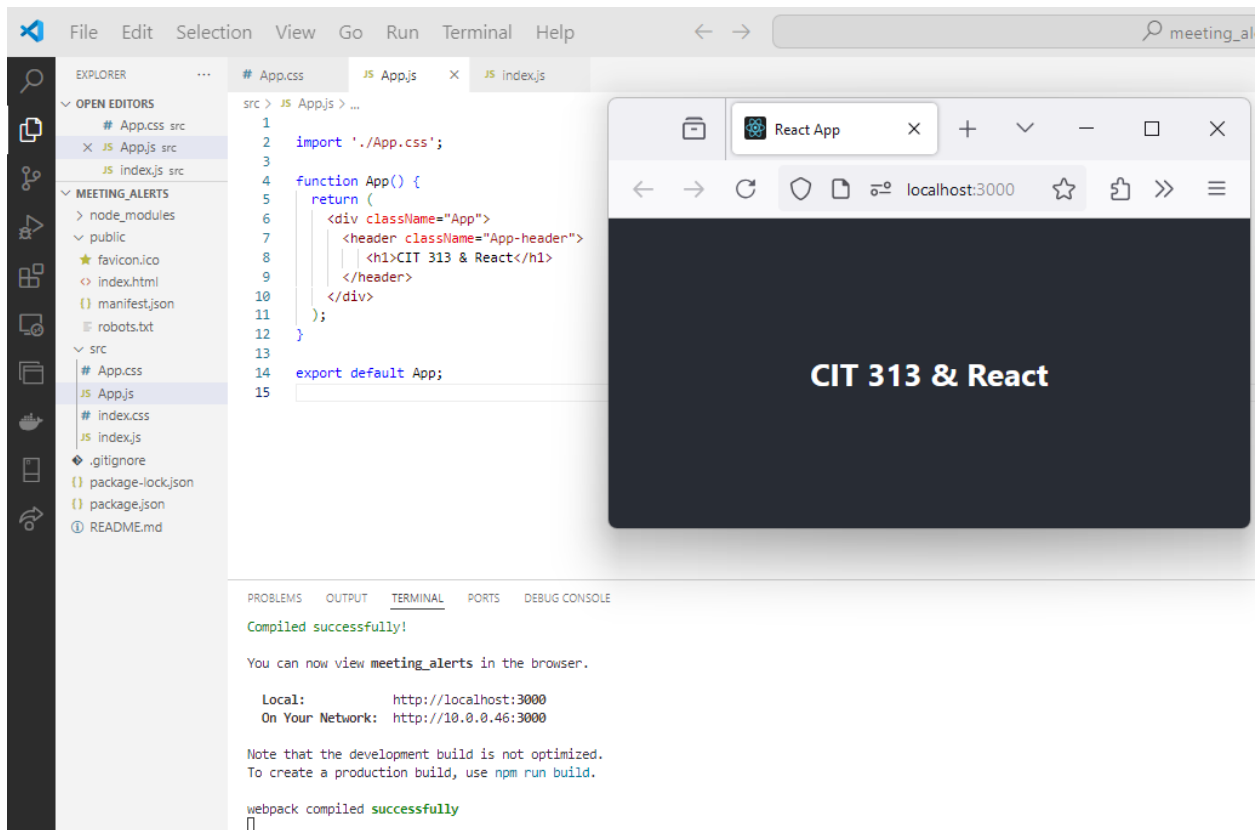 File Edit Selection View Go Run Terminal Help
meeting_al
EXPLORER ...
OPEN EDITORS
# App.css src
JS App.js src
JS index.js src
MEETING_ALERTS
node_modules
public
favicon.ico
<> index.html
{} manifest.json
robots.txt
src
# App.css
JS App.js
# index.css
JS index.js
.gitignore
{} package-lock.json
{} package.json
README.md
# App.css JS App.js JS index.js
src > JS App.js > ...
1
2 import './App.css';
3
4 function App() {
5 return (
6 <div className="App">
7 <header className="App-header">
8 <h1>CIT 313 & React</h1>
9 </header>
10 </div>
11 );
12 }
13
14 export default App;
15
React App
localhost:3000
CIT 313 & React
PROBLEMS OUTPUT TERMINAL PORTS DEBUG CONSOLE
Compiled successfully!
You can now view meeting_alerts in the browser.
Local: http://localhost:3000
On Your Network: http://10.0.0.46:3000
Note that the development build is not optimized.
To create a production build, use npm run build.
webpack compiled successfully